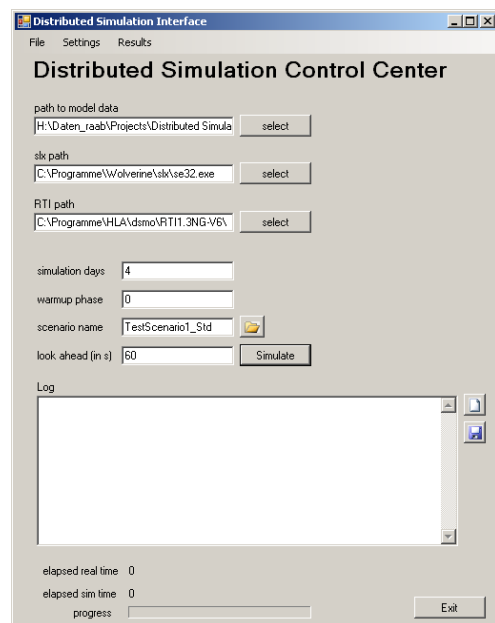 Distributed Simulation Interface
File Settings Results
Distributed Simulation Control Center
path to model data
H:\Daten_raab\Projects\Distributed Simula select
slx path
C:\Programme\Wolverine\slx\se32.exe select
RTI path
C:\Programme\HLA\dsmo\RTI1.3NG-V6\ select
simulation days 4
warmup phase 0
scenario name TestScenario1_Std
look ahead (in s) 60 Simulate
Log
elapsed real time 0
elapsed sim time 0
progress Exit